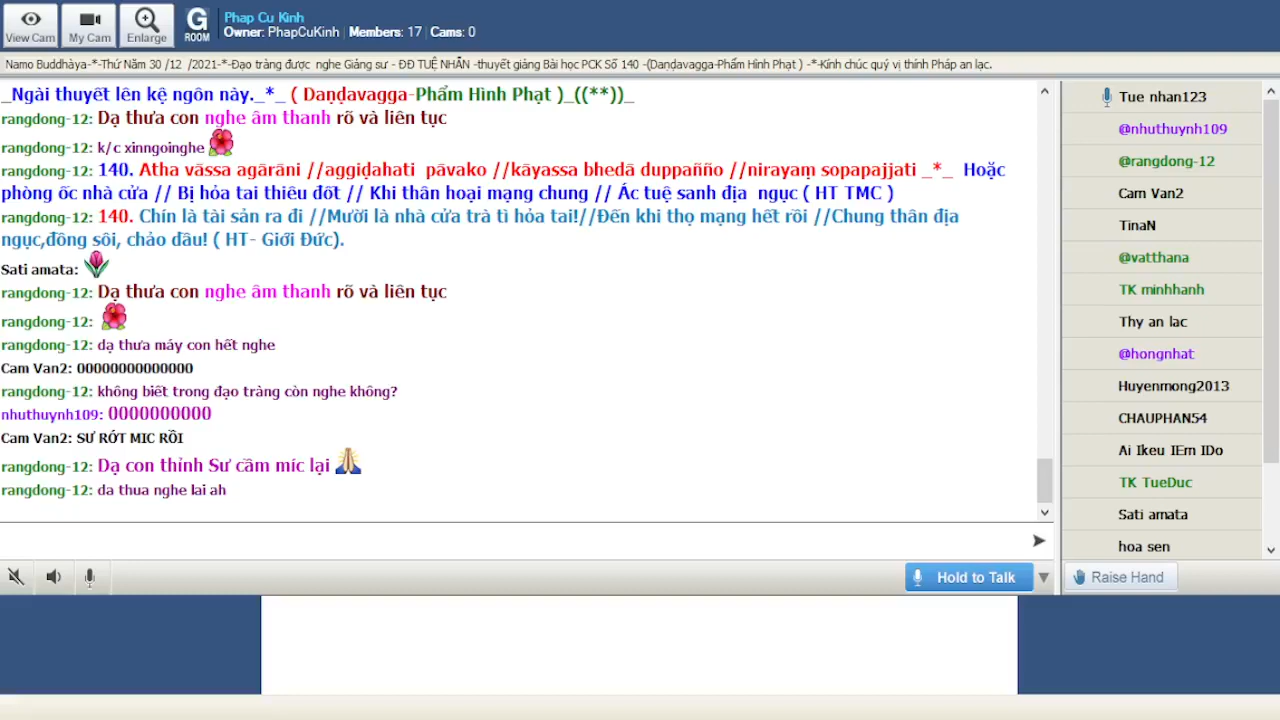 View Cam
My Cam
Enlarge
G
ROOM
Phap Cu Kinh
Owner: PhapCuKinh | Members: 17 | Cams: 0
Namo Buddhàya-*-Thứ Năm 30 /12 /2021-*-Đạo tràng được nghe Giảng sư - ĐĐ TUỆ NHẪN -thuyết giảng Bài học PCK Số 140 -(Daṇḍavagga-Phẩm Hình Phạt ) -*-Kính chúc quý vị thính Pháp an lạc.
_Ngài thuyết lên kệ ngôn này._*_ ( Daṇḍavagga-Phẩm Hình Phạt )_((**))_
rangdong-12: Dạ thưa con nghe âm thanh rõ và liên tục
rangdong-12: k/c xinngoinghe
rangdong-12: 140. Atha vāssa agārāni //aggiḍahati pāvako //kāyassa bhedā duppañño //nirayaṃ sopapajjati _*_ Hoặc
phòng ốc nhà cửa // Bị hỏa tai thiêu đốt // Khi thân hoại mạng chung // Ác tuệ sanh địa ngục ( HT TMC )
rangdong-12: 140. Chín là tài sản ra đi //Mười là nhà cửa trà tì hỏa tai!//Đến khi thọ mạng hết rồi //Chung thân địa
ngục,đồng sôi, chảo dầu! ( HT- Giới Đức).
Sati amata:
rangdong-12: Dạ thưa con nghe âm thanh rõ và liên tục
rangdong-12:
rangdong-12: dạ thưa máy con hết nghe
Cam Van2: 00000000000000
rangdong-12: không biết trong đạo tràng còn nghe không?
nhuthuynh109: 0000000000
Cam Van2: SƯ RỚT MIC RỒI
rangdong-12: Dạ con thỉnh Sư cầm míc lại
rangdong-12: da thua nghe lai ah
Tue nhan123
@nhuthuynh109
@rangdong-12
Cam Van2
TinaN
@vatthana
TK minhhanh
Thy an lac
@hongnhat
Huyenmong2013
CHAUPHAN54
Ai Ikeu IEm IDo
TK TueDuc
Sati amata
hoa sen
Hold to Talk
Raise Hand